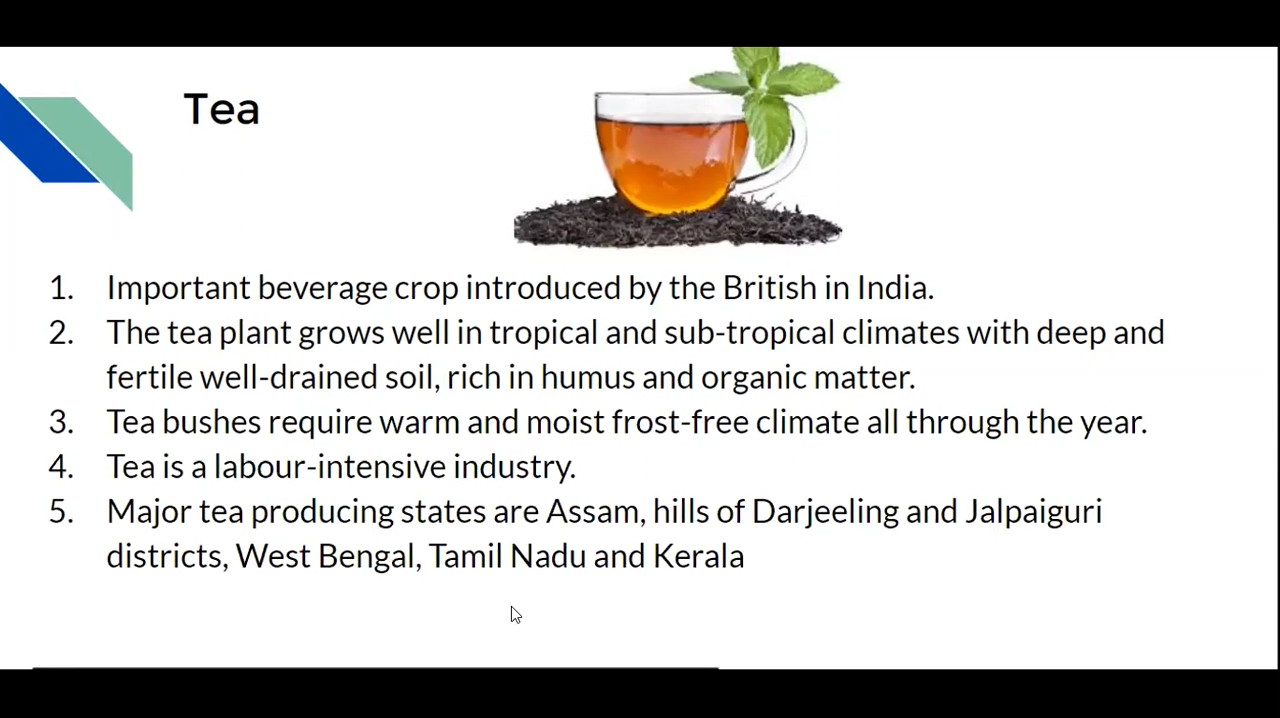 Tea
1. Important beverage crop introduced by the British in India.
2. The tea plant grows well in tropical and sub-tropical climates with deep and
fertile well-drained soil, rich in humus and organic matter.
3. Tea bushes require warm and moist frost-free climate all through the year.
4. Tea is a labour-intensive industry.
5. Major tea producing states are Assam, hills of Darjeeling and Jalpaiguri
districts, West Bengal, Tamil Nadu and Kerala